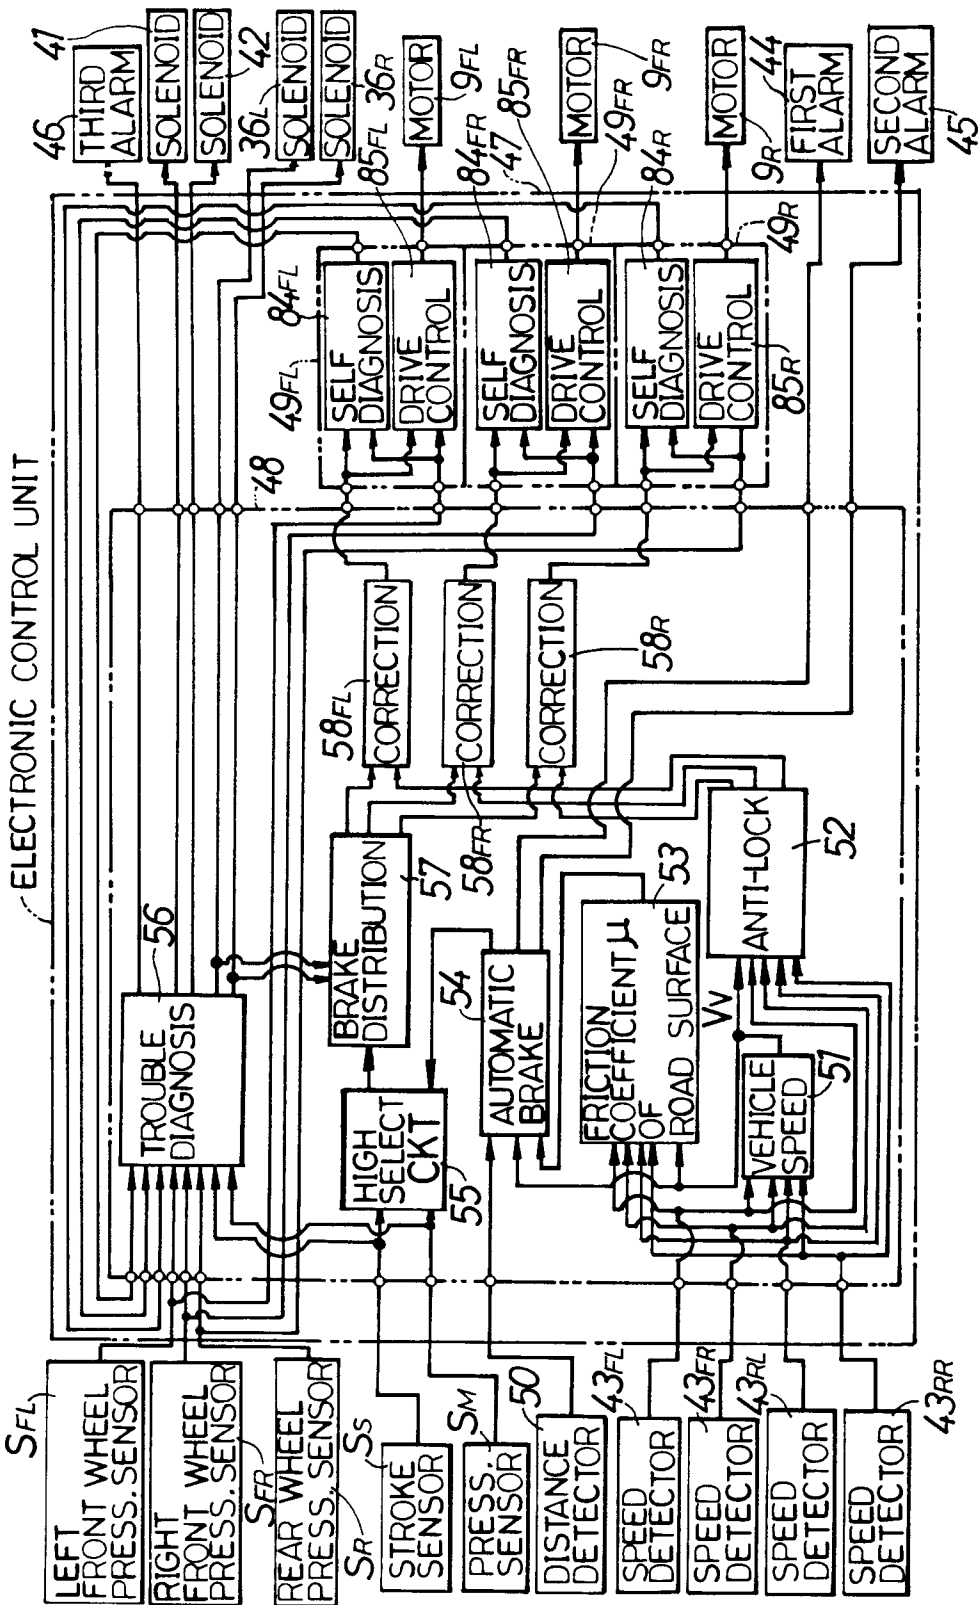 ELECTRONIC CONTROL UNIT
SFL
LEFT
FRONT WHEEL
PRESS. SENSOR
RIGHT
FRONT WHEEL
PRESS. SENSOR
SFR
REAR WHEEL
PRESS. SENSOR
SR
SS
STROKE
SENSOR
SM
PRESS.
SENSOR
50
DISTANCE
DETECTOR
43FL
SPEED
DETECTOR
43FR
SPEED
DETECTOR
43RL
SPEED
DETECTOR
43RR
SPEED
DETECTOR
56
TROUBLE
DIAGNOSIS
HIGH
SELECT
CKT
55
BRAKE
DISTRIBUTION
57
54
AUTOMATIC
BRAKE
FRICTION
COEFFICIENT μ
OF
ROAD SURFACE
53
VEHICLE
SPEED
51
VV
ANTI-LOCK
52
58FL
CORRECTION
58FR
CORRECTION
58R
CORRECTION
48
49FL
84FL
SELF
DIAGNOSIS
DRIVE
CONTROL
85FL
84FR
SELF
DIAGNOSIS
DRIVE
CONTROL
85FR
49FR
84R
SELF
DIAGNOSIS
DRIVE
CONTROL
85R
49R
47
46
THIRD
ALARM
41
SOLENOID
SOLENOID
42
36L
SOLENOID
SOLENOID
36R
MOTOR
9FL
MOTOR
9FR
MOTOR
9R
44
FIRST
ALARM
SECOND
ALARM
45